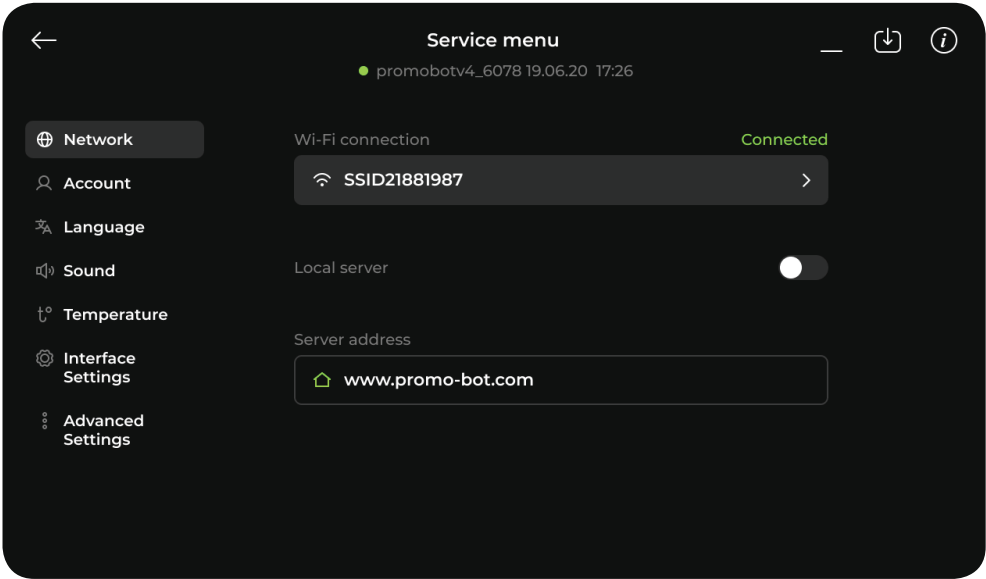 Service menu
promobotv4_6078 19.06.20 17:26
Network
Account
Language
Sound
Temperature
Interface
Settings
Advanced
Settings
Wi-Fi connection
Connected
SSID21881987
Local server
Server address
www.promo-bot.com